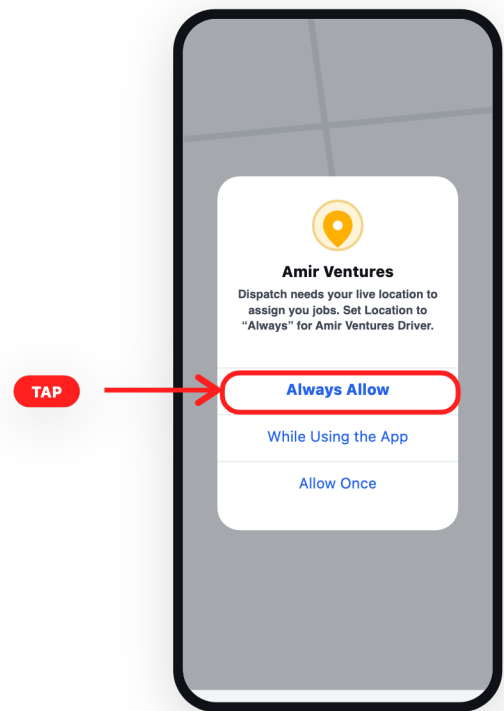 Amir Ventures
Dispatch needs your live location to
assign you jobs. Set Location to
“Always” for Amir Ventures Driver.
TAP
Always Allow
While Using the App
Allow Once